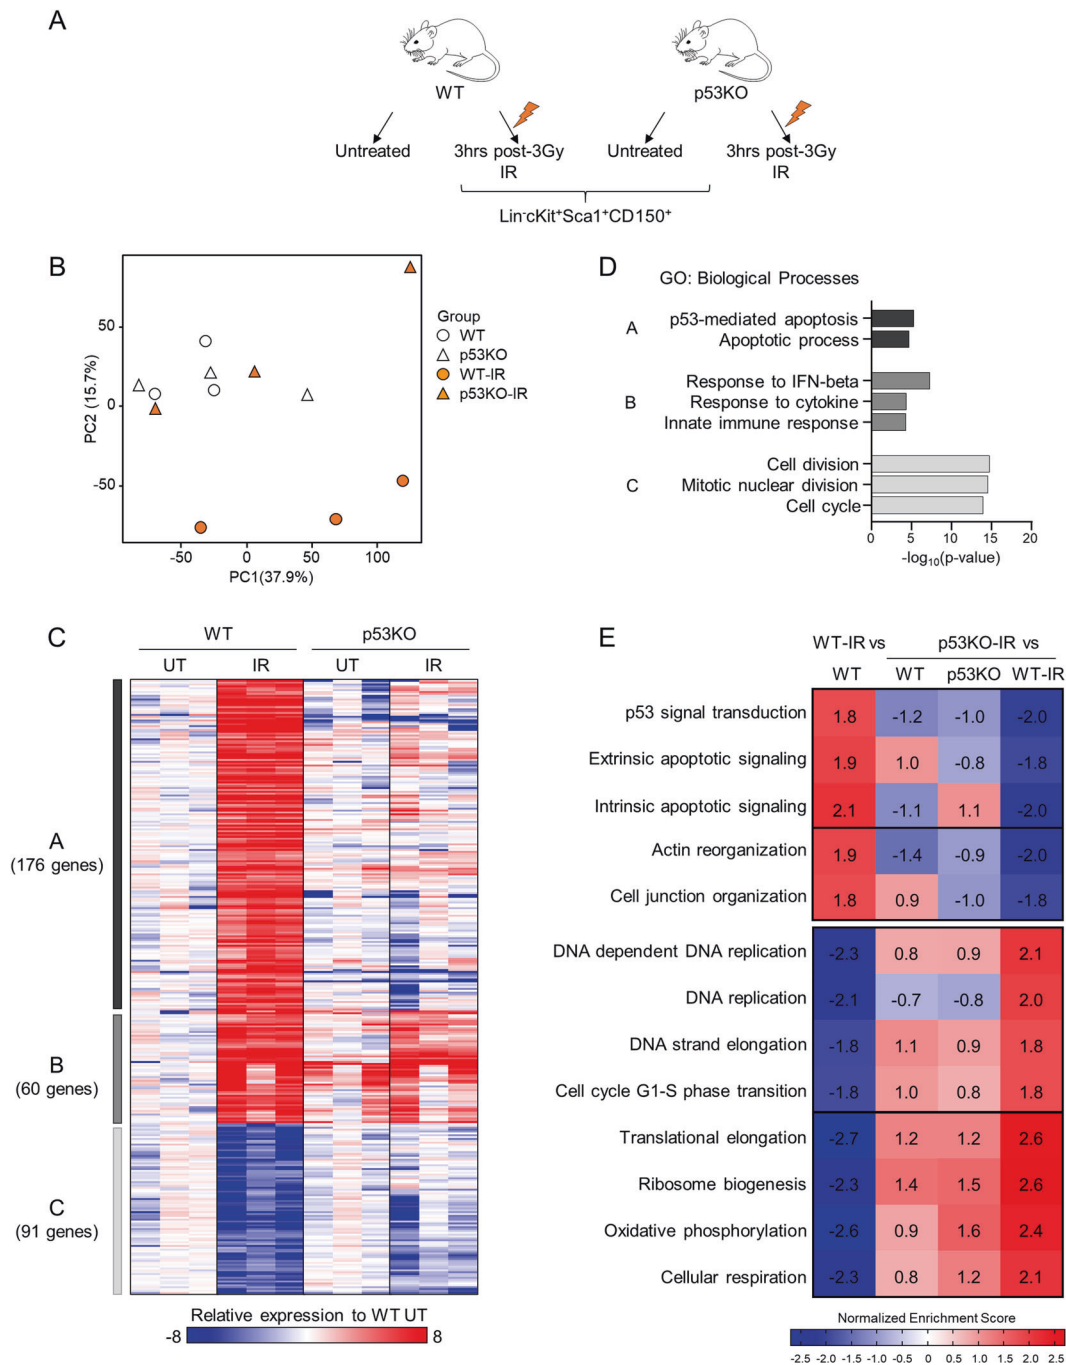 A
WT
p53KO
Untreated
3hrs post-3Gy
IR
Untreated
3hrs post-3Gy
IR
Lin-cKit+Sca1+CD150+
B
50
0
-50
PC2 (15.7%)
-50
0
50
100
PC1(37.9%)
Group
WT
p53KO
WT-IR
p53KO-IR
D
GO: Biological Processes
A
p53-mediated apoptosis
Apoptotic process
B
Response to IFN-beta
Response to cytokine
Innate immune response
C
Cell division
Mitotic nuclear division
Cell cycle
0 5 10 15 20
-log10(p-value)
C
WT p53KO
UT IR UT IR
A
(176 genes)
B
(60 genes)
C
(91 genes)
Relative expression to WT UT
-8 8
E
WT-IR vs p53KO-IR vs
WT WT p53KO WT-IR
p53 signal transduction 1.8 -1.2 -1.0 -2.0
Extrinsic apoptotic signaling 1.9 1.0 -0.8 -1.8
Intrinsic apoptotic signaling 2.1 -1.1 1.1 -2.0
Actin reorganization 1.9 -1.4 -0.9 -2.0
Cell junction organization 1.8 0.9 -1.0 -1.8
DNA dependent DNA replication -2.3 0.8 0.9 2.1
DNA replication -2.1 -0.7 -0.8 2.0
DNA strand elongation -1.8 1.1 0.9 1.8
Cell cycle G1-S phase transition -1.8 1.0 0.8 1.8
Translational elongation -2.7 1.2 1.2 2.6
Ribosome biogenesis -2.3 1.4 1.5 2.6
Oxidative phosphorylation -2.6 0.9 1.6 2.4
Cellular respiration -2.3 0.8 1.2 2.1
Normalized Enrichment Score
-2.5 -2.0 -1.5 -1.0 -0.5 0 0.5 1.0 1.5 2.0 2.5